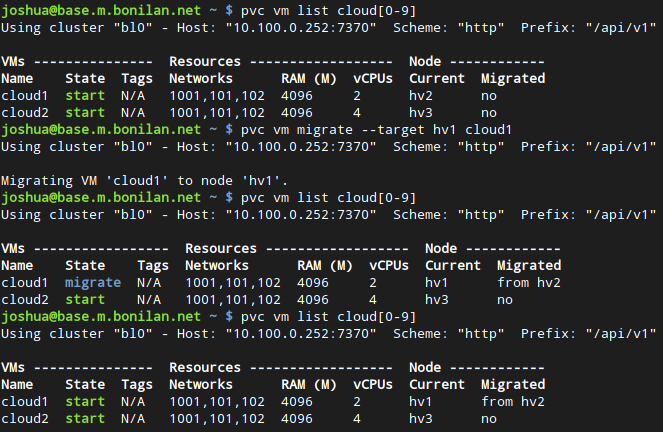 joshua@base.m.bonilan.net ~ $ pvc vm list cloud[0-9]
Using cluster "bl0" - Host: "10.100.0.252:7370"  Scheme: "http"  Prefix: "/api/v1"

VMs ---------------  Resources ------------------  Node ------------
Name    State  Tags  Networks      RAM (M)  vCPUs  Current  Migrated
cloud1  start  N/A   1001,101,102  4096     2      hv2      no
cloud2  start  N/A   1001,101,102  4096     4      hv3      no
joshua@base.m.bonilan.net ~ $ pvc vm migrate --target hv1 cloud1
Using cluster "bl0" - Host: "10.100.0.252:7370"  Scheme: "http"  Prefix: "/api/v1"

Migrating VM 'cloud1' to node 'hv1'.
joshua@base.m.bonilan.net ~ $ pvc vm list cloud[0-9]
Using cluster "bl0" - Host: "10.100.0.252:7370"  Scheme: "http"  Prefix: "/api/v1"

VMs -----------------  Resources ------------------  Node ------------
Name    State    Tags  Networks      RAM (M)  vCPUs  Current  Migrated
cloud1  migrate  N/A   1001,101,102  4096     2      hv1      from hv2
cloud2  start    N/A   1001,101,102  4096     4      hv3      no
joshua@base.m.bonilan.net ~ $ pvc vm list cloud[0-9]
Using cluster "bl0" - Host: "10.100.0.252:7370"  Scheme: "http"  Prefix: "/api/v1"

VMs ---------------  Resources ------------------  Node ------------
Name    State  Tags  Networks      RAM (M)  vCPUs  Current  Migrated
cloud1  start  N/A   1001,101,102  4096     2      hv1      from hv2
cloud2  start  N/A   1001,101,102  4096     4      hv3      no